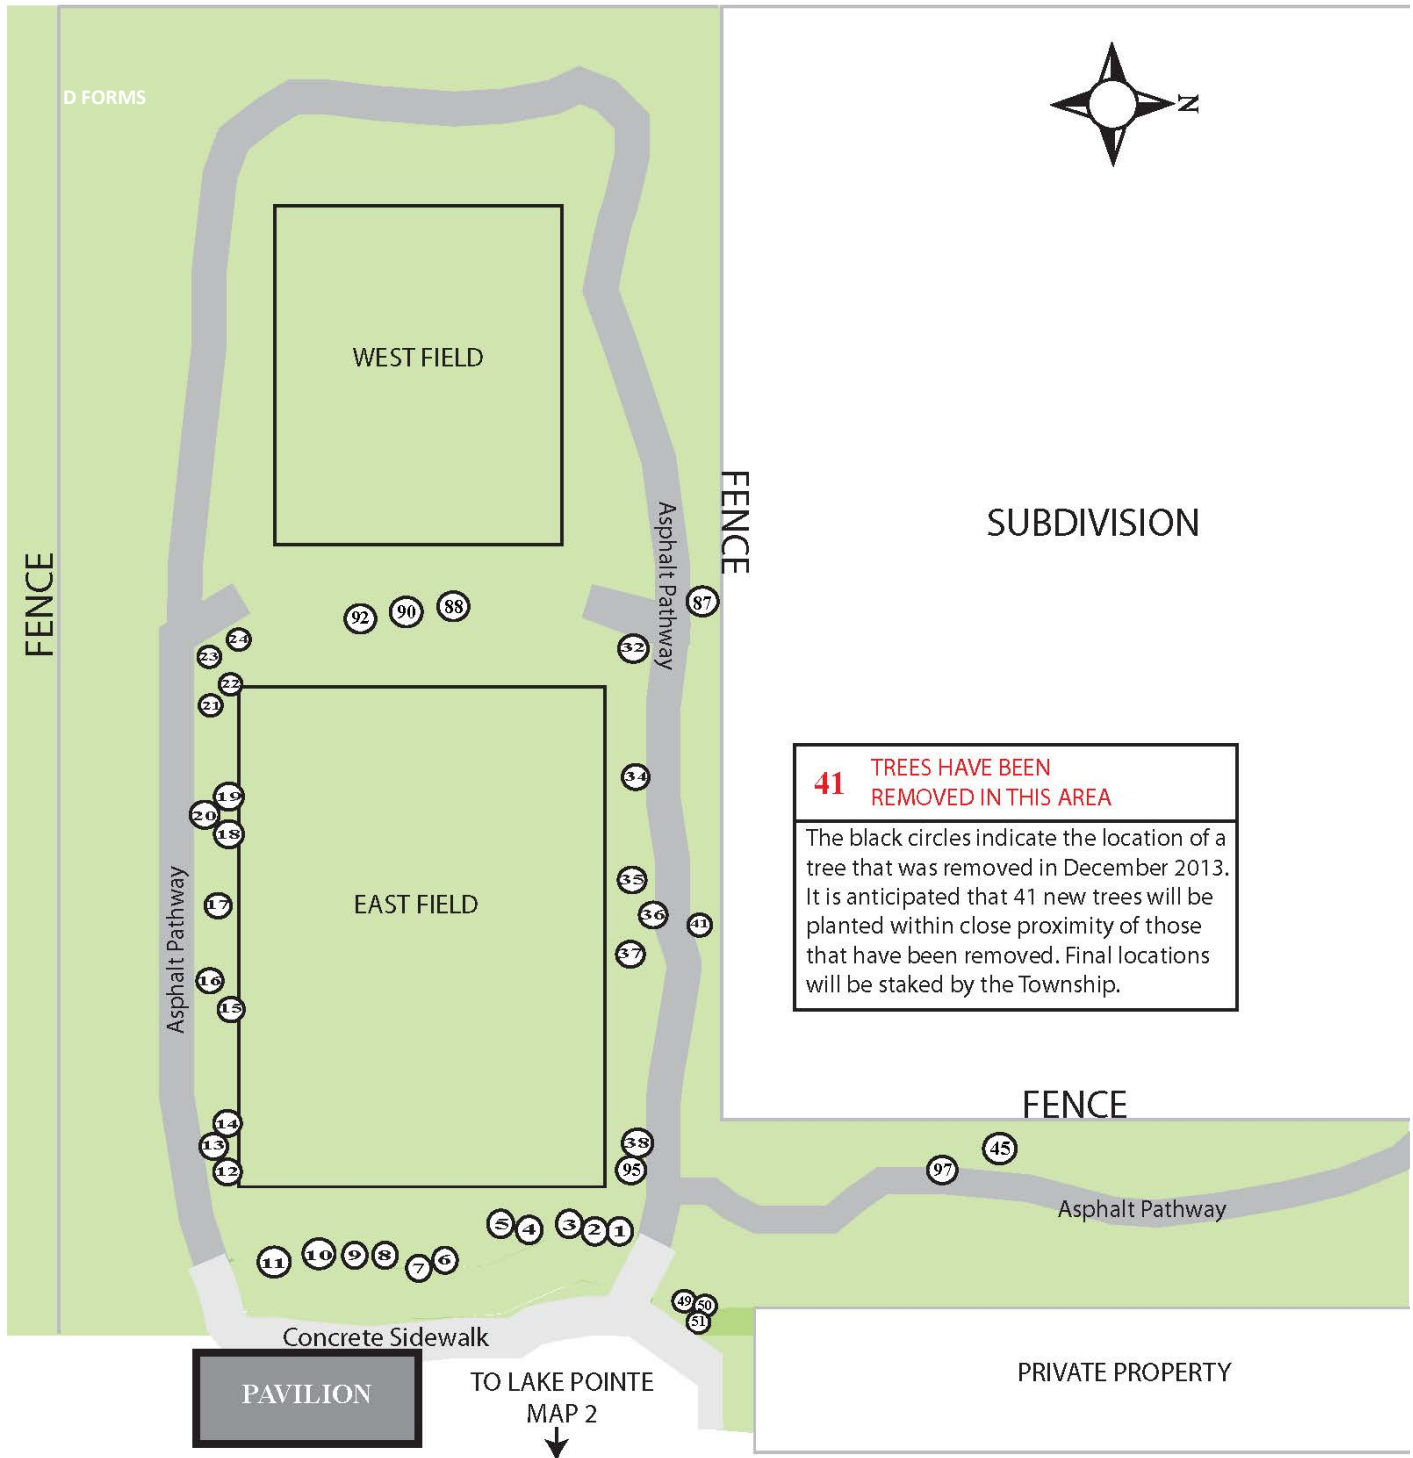 D FORMS
N
WEST FIELD
FENCE
SUBDIVISION
Asphalt Pathway
FENCE
87
88
90
92
24
32
23
22
21
41 TREES HAVE BEEN
REMOVED IN THIS AREA
The black circles indicate the location of a
tree that was removed in December 2013.
It is anticipated that 41 new trees will be
planted within close proximity of those
that have been removed. Final locations
will be staked by the Township.
34
19
20
18
35
EAST FIELD
17
36
41
37
Asphalt Pathway
16
15
FENCE
14
38
13
45
95
97
12
Asphalt Pathway
5
4
3
2
1
11
10
9
8
7
6
49
50
51
Concrete Sidewalk
PAVILION
TO LAKE POINTE
MAP 2
PRIVATE PROPERTY